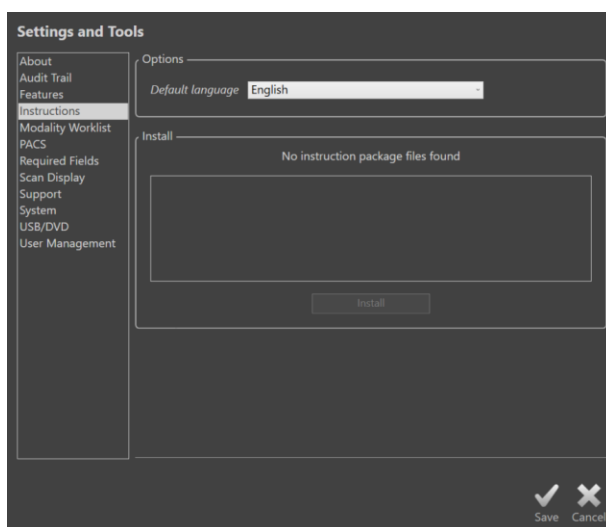 Settings and Tools
About
Audit Trail
Features
Instructions
Modality Worklist
PACS
Required Fields
Scan Display
Support
System
USB/DVD
User Management
Options
Default language English
Install
No instruction package files found
Install
Save Cancel